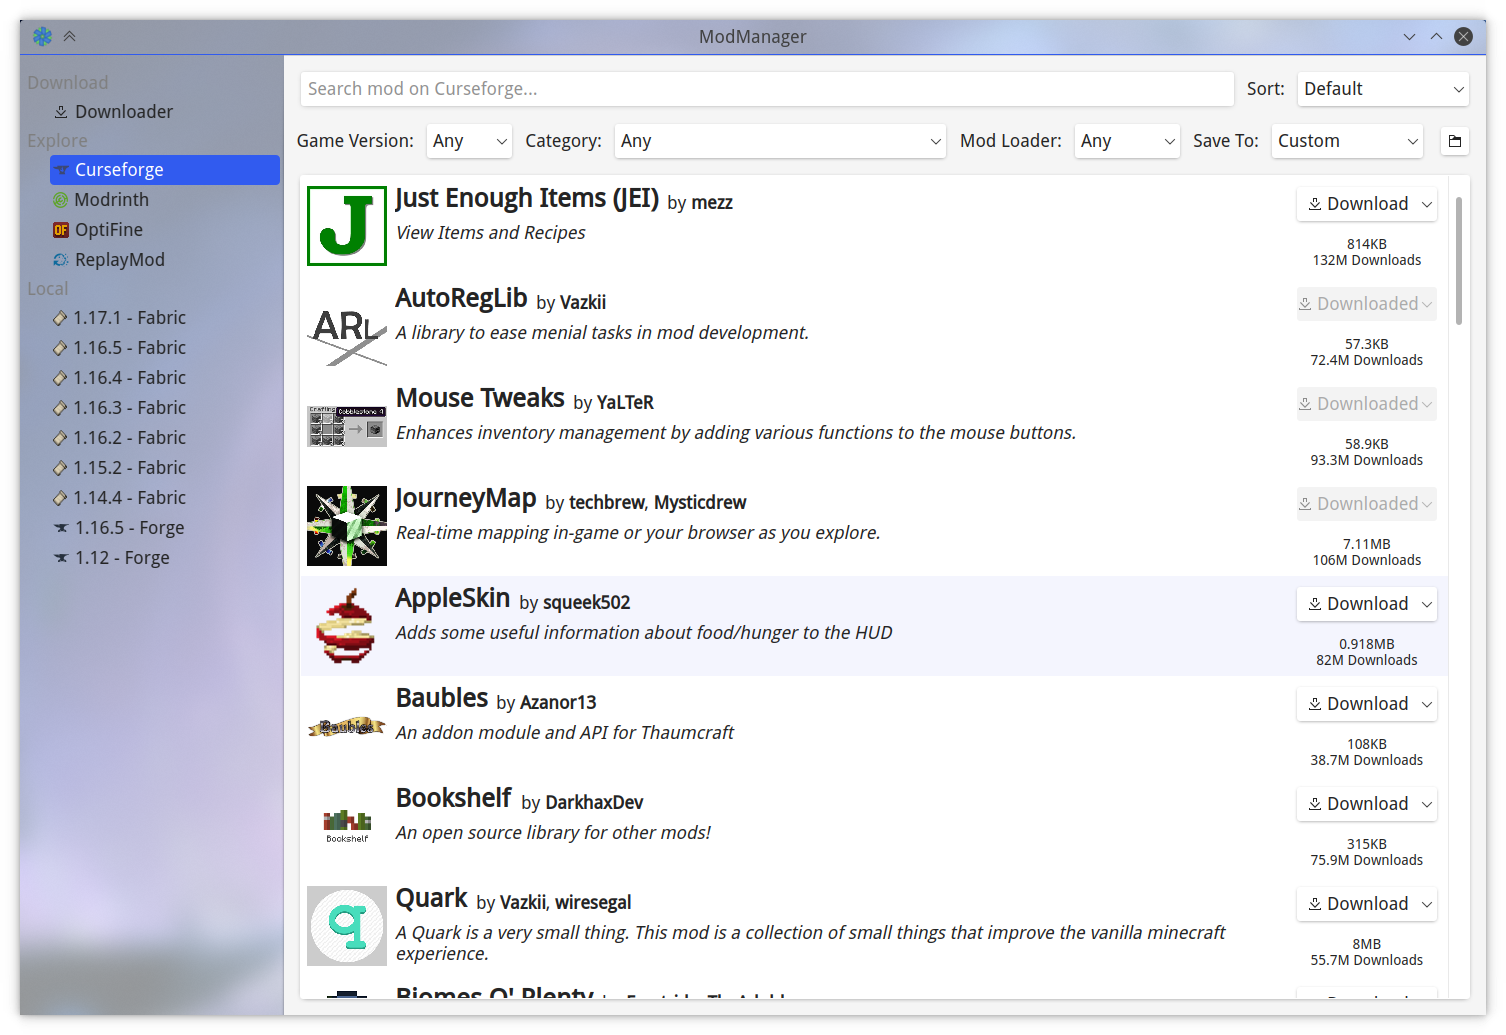 ModManager
Download
Downloader
Explore
Curseforge
Modrinth
OF OptiFine
ReplayMod
Local
1.17.1 - Fabric
1.16.5 - Fabric
1.16.4 - Fabric
1.16.3 - Fabric
1.16.2 - Fabric
1.15.2 - Fabric
1.14.4 - Fabric
1.16.5 - Forge
1.12 - Forge
Search mod on Curseforge...
Sort: Default
Game Version: Any Category: Any Mod Loader: Any Save To: Custom
J
Just Enough Items (JEI) by mezz
View Items and Recipes
Download
814KB
132M Downloads
ARL
AutoRegLib by Vazkii
A library to ease menial tasks in mod development.
Downloaded
57.3KB
72.4M Downloads
Crafting Cobblestone 4
Mouse Tweaks by YaLTeR
Enhances inventory management by adding various functions to the mouse buttons.
Downloaded
58.9KB
93.3M Downloads
JourneyMap by techbrew, Mysticdrew
Real-time mapping in-game or your browser as you explore.
Downloaded
7.11MB
106M Downloads
AppleSkin by squeek502
Adds some useful information about food/hunger to the HUD
Download
0.918MB
82M Downloads
Baubles
Baubles by Azanor13
An addon module and API for Thaumcraft
Download
108KB
38.7M Downloads
Bookshelf
Bookshelf by DarkhaxDev
An open source library for other mods!
Download
315KB
75.9M Downloads
q
Quark by Vazkii, wiresegal
A Quark is a very small thing. This mod is a collection of small things that improve the vanilla minecraft
experience.
Download
8MB
55.7M Downloads
Biomes O' Plenty